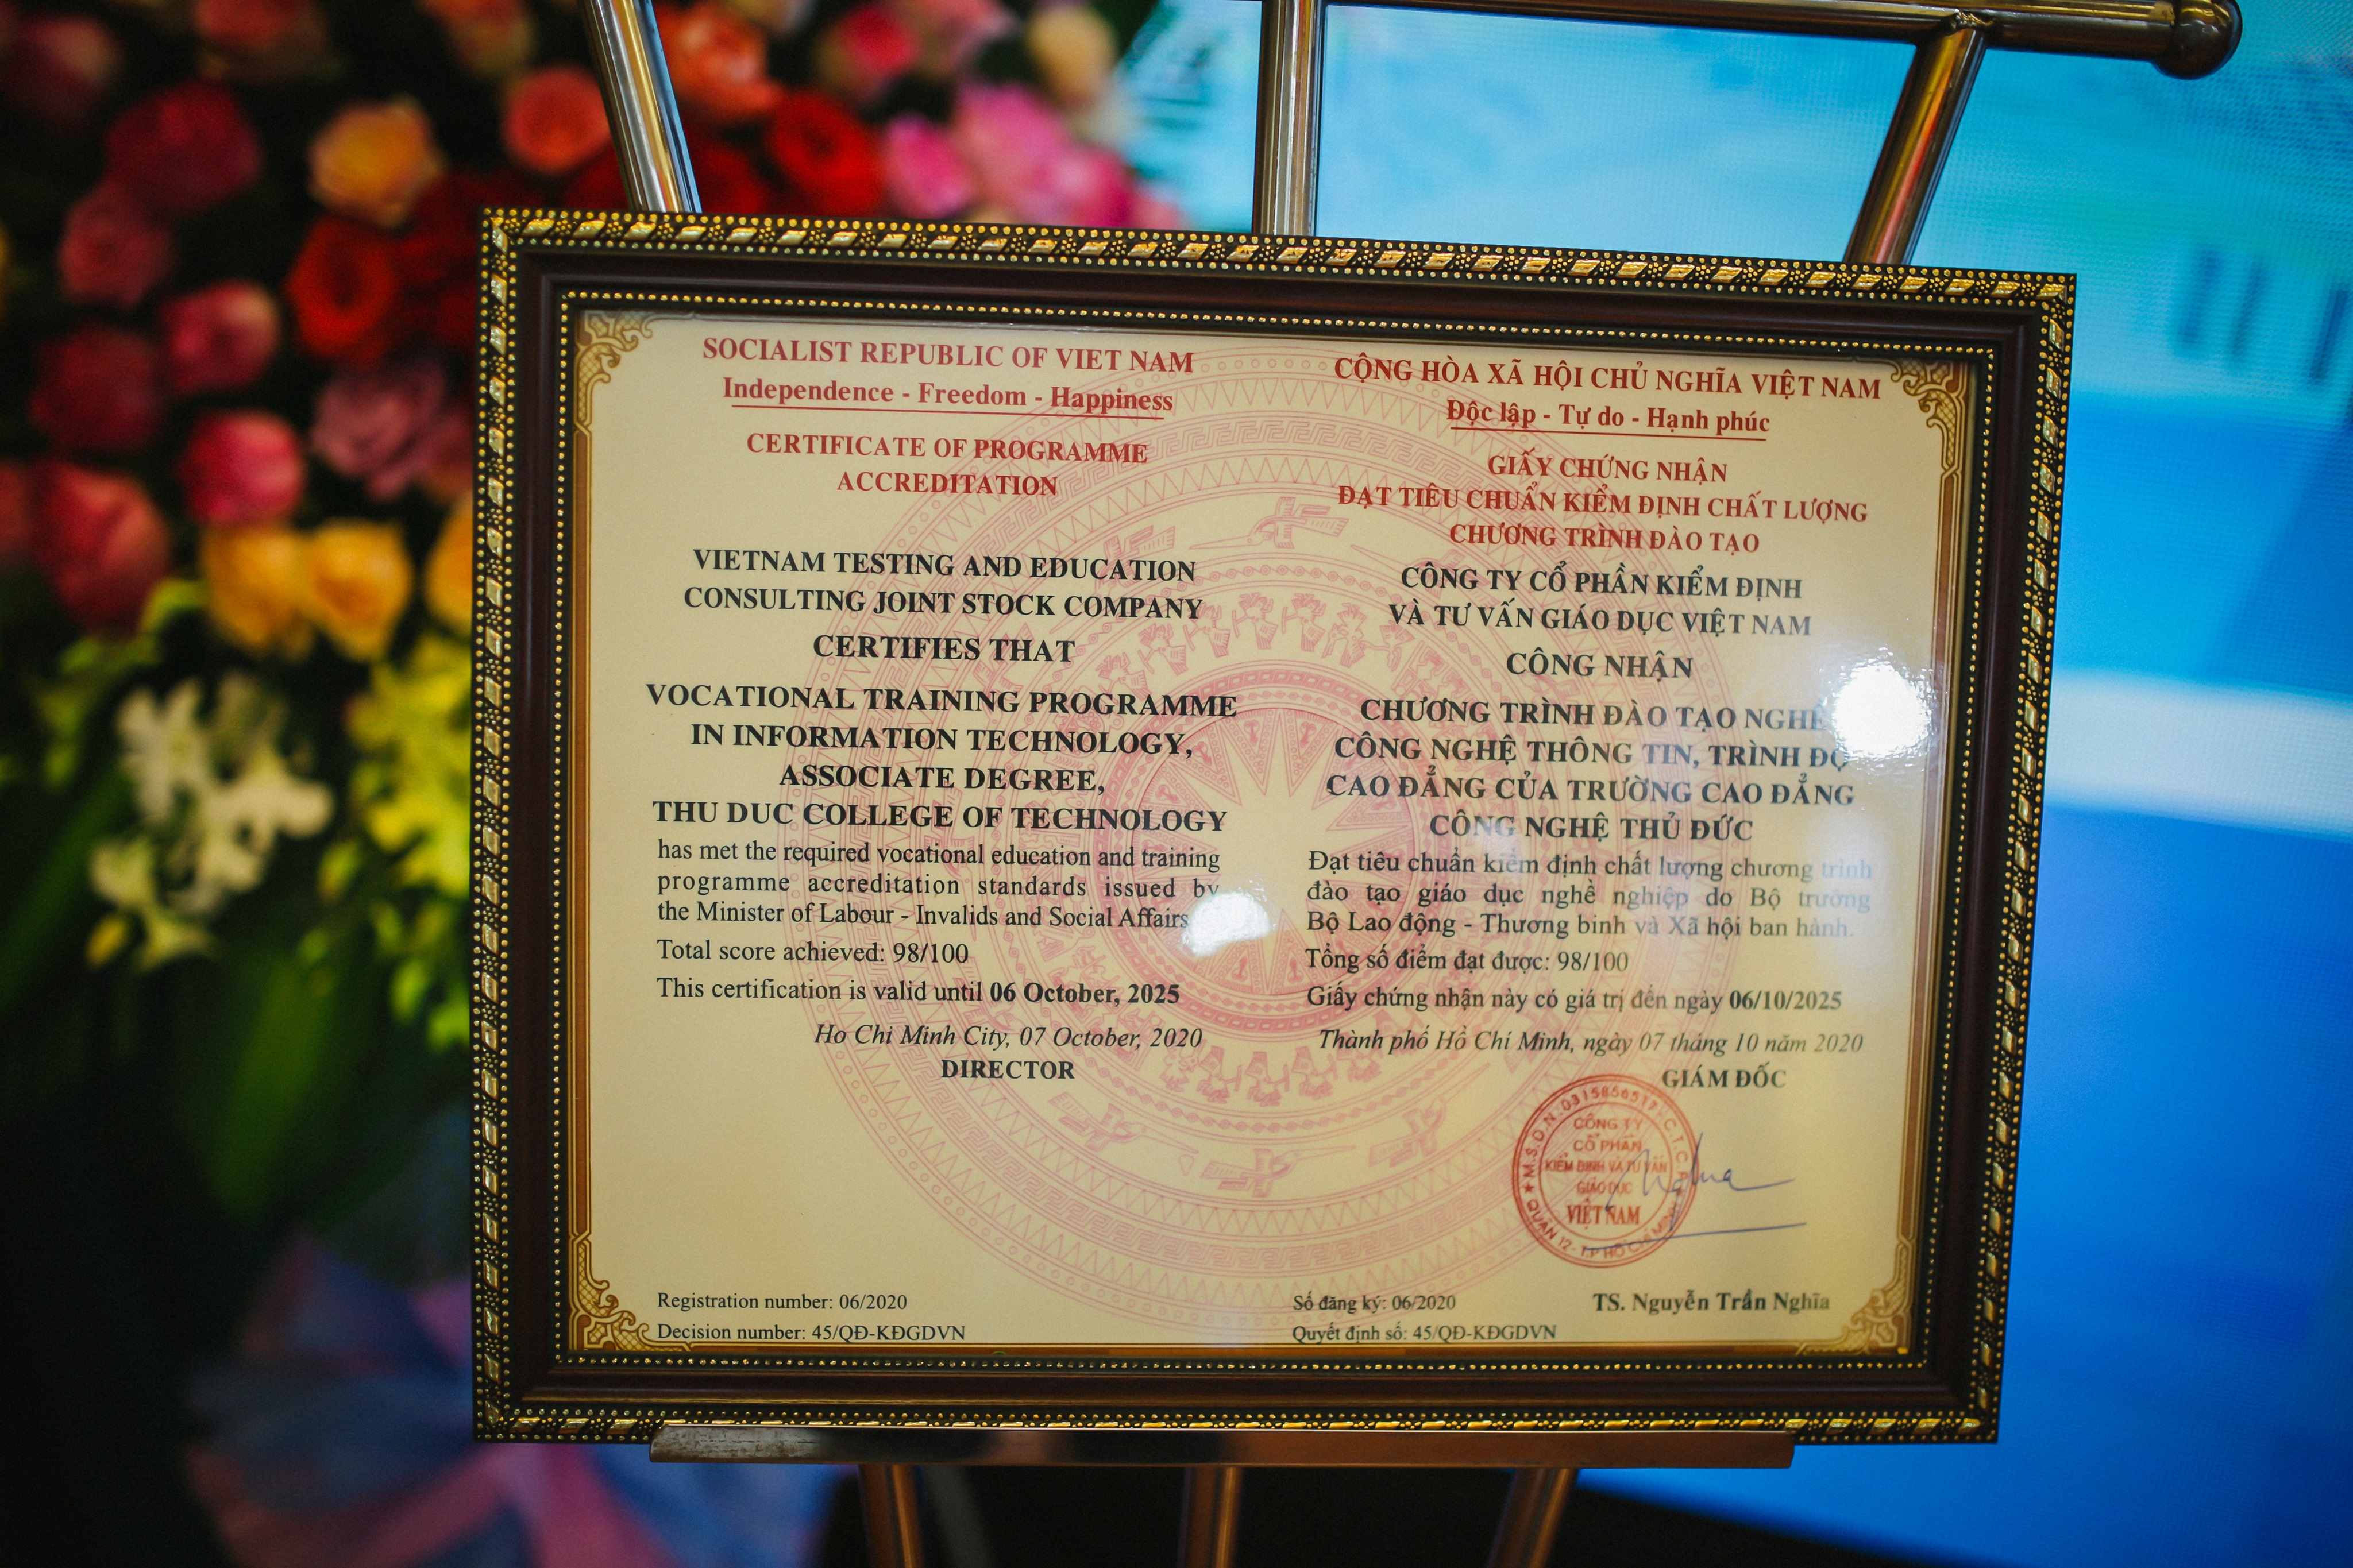 SOCIALIST REPUBLIC OF VIET NAM
Independence - Freedom - Happiness
CERTIFICATE OF PROGRAMME
ACCREDITATION
VIETNAM TESTING AND EDUCATION
CONSULTING JOINT STOCK COMPANY
CERTIFIES THAT
VOCATIONAL TRAINING PROGRAMME
IN INFORMATION TECHNOLOGY,
ASSOCIATE DEGREE,
THU DUC COLLEGE OF TECHNOLOGY
has met the required vocational education and training
programme accreditation standards issued by
the Minister of Labour - Invalids and Social Affairs
Total score achieved: 98/100
This certification is valid until 06 October, 2025
Ho Chi Minh City, 07 October, 2020
DIRECTOR
Registration number: 06/2020
Decision number: 45/QĐ-KĐGDVN
CỘNG HÒA XÃ HỘI CHỦ NGHĨA VIỆT NAM
Độc lập - Tự do - Hạnh phúc
GIẤY CHỨNG NHẬN
ĐẠT TIÊU CHUẨN KIỂM ĐỊNH CHẤT LƯỢNG
CHƯƠNG TRÌNH ĐÀO TẠO
CÔNG TY CỔ PHẦN KIỂM ĐỊNH
VÀ TƯ VẤN GIÁO DỤC VIỆT NAM
CÔNG NHẬN
CHƯƠNG TRÌNH ĐÀO TẠO NGHỀ
CÔNG NGHỆ THÔNG TIN, TRÌNH ĐỘ
CAO ĐẲNG CỦA TRƯỜNG CAO ĐẲNG
CÔNG NGHỆ THỦ ĐỨC
Đạt tiêu chuẩn kiểm định chất lượng chương trình
đào tạo giáo dục nghề nghiệp do Bộ trưởng
Bộ Lao động - Thương binh và Xã hội ban hành.
Tổng số điểm đạt được: 98/100
Giấy chứng nhận này có giá trị đến ngày 06/10/2025
Thành phố Hồ Chí Minh, ngày 07 tháng 10 năm 2020
GIÁM ĐỐC
CÔNG TY
CỔ PHẦN
KIỂM ĐỊNH VÀ TƯ VẤN
GIÁO DỤC
VIỆT NAM
QUẬN 12 - T.P HỒ CHÍ MINH
TS. Nguyễn Trần Nghĩa
Số đăng ký: 06/2020
Quyết định số: 45/QĐ-KĐGDVN